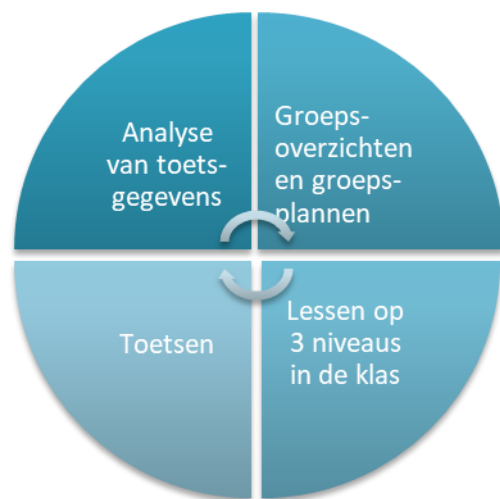 Analyse
van toets-
gegevens
Groeps-
overzichten
en groeps-
plannen
Toetsen
Lessen op
3 niveaus
in de klas